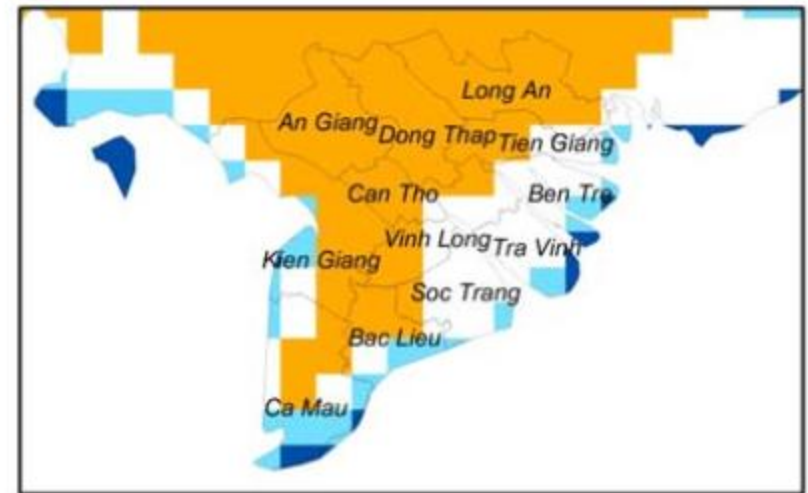 Long An
An Giang
Dong Thap
Tien Giang
Can Tho
Ben Tre
Vinh Long
Tra Vinh
Kien Giang
Soc Trang
Bac Lieu
Ca Mau